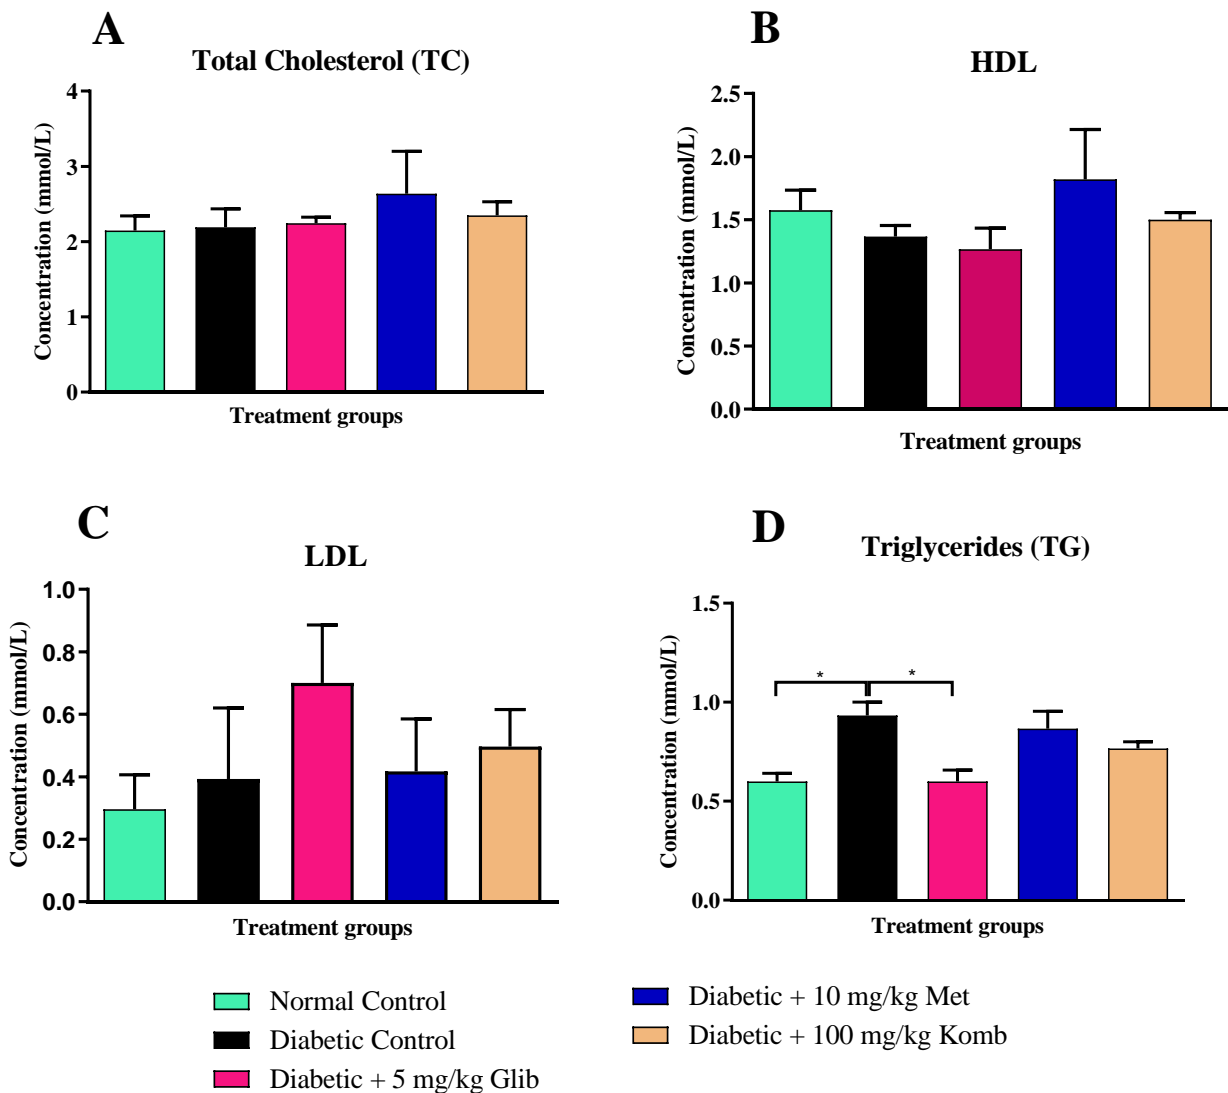 A
Total Cholesterol (TC)
4
3
2
1
0
Concentration (mmol/L)
Treatment groups
B
HDL
2.5
2.0
1.5
1.0
0.5
0.0
Concentration (mmol/L)
Treatment groups
C
LDL
1.0
0.8
0.6
0.4
0.2
0.0
Concentration (mmol/L)
Treatment groups
D
Triglycerides (TG)
1.5
1.0
0.5
0.0
Concentration (mmol/L)
* *
Treatment groups
Normal Control
Diabetic Control
Diabetic + 5 mg/kg Glib
Diabetic + 10 mg/kg Met
Diabetic + 100 mg/kg Komb